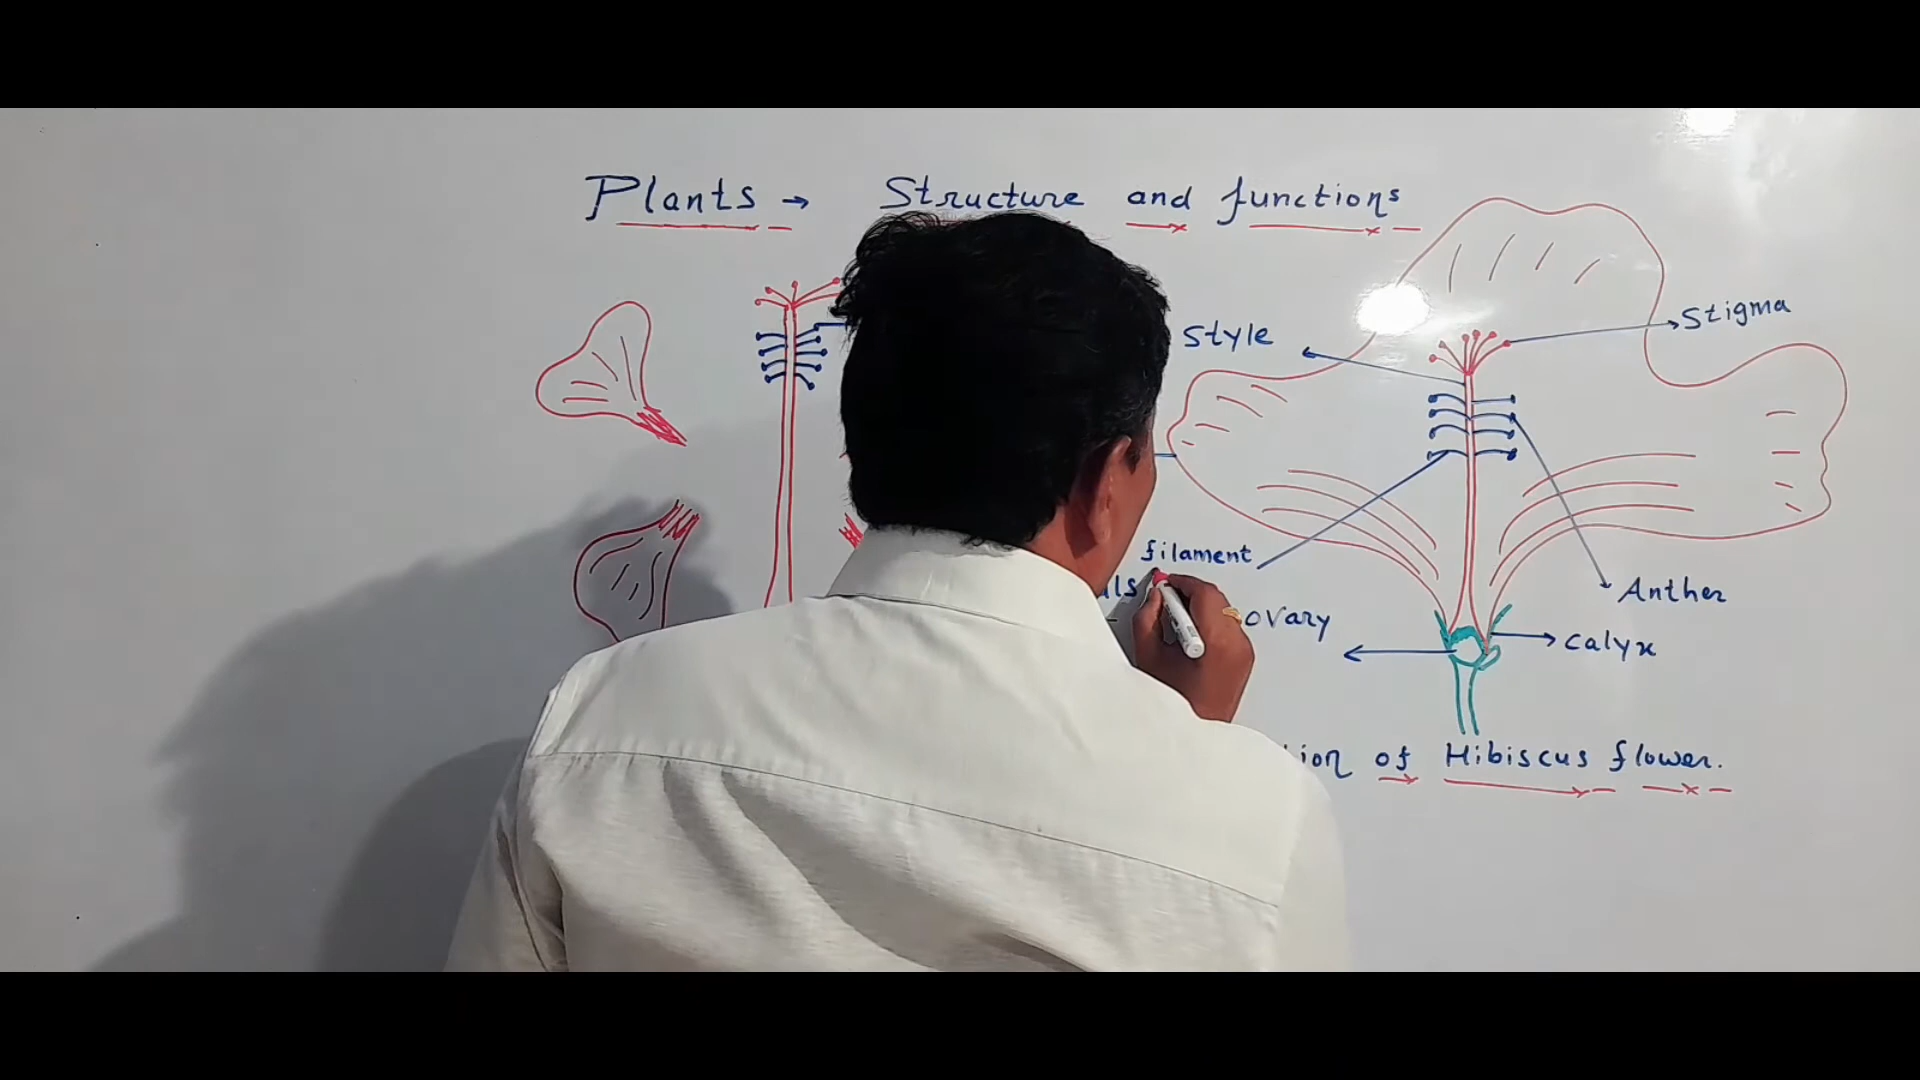 Plants → Structure and functions
Stigma
Style
filament
Anther
ovary
calyx
of Hibiscus flower.